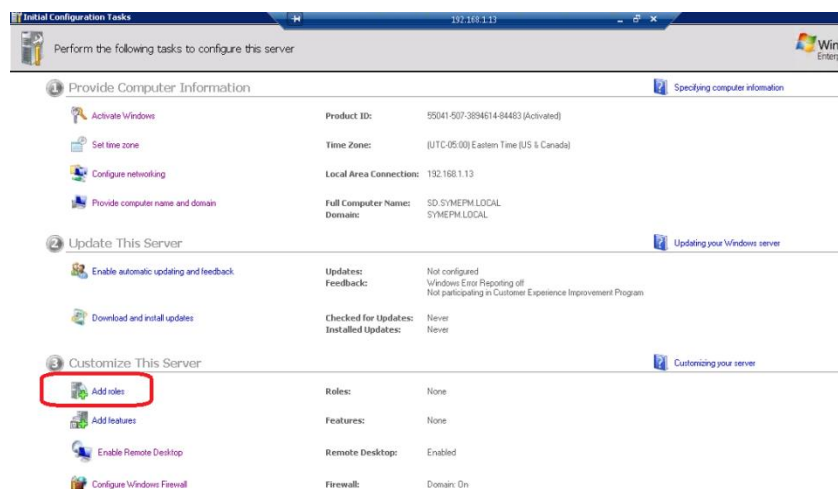 Initial Configuration Tasks
192.168.1.13
Perform the following tasks to configure this server
Win
Enterp
1 Provide Computer Information
Specifying computer information
Activate Windows
Product ID: 55041-507-3894614-84483 (Activated)
Set time zone
Time Zone: (UTC-05:00) Eastern Time (US & Canada)
Configure networking
Local Area Connection: 192.168.1.13
Provide computer name and domain
Full Computer Name: SD.SYMEPM.LOCAL
Domain: SYMEPM.LOCAL
2 Update This Server
Updating your Windows server
Enable automatic updating and feedback
Updates: Not configured
Feedback: Windows Error Reporting off
Not participating in Customer Experience Improvement Program
Download and install updates
Checked for Updates: Never
Installed Updates: Never
3 Customize This Server
Customizing your server
Add roles
Roles: None
Add features
Features: None
Enable Remote Desktop
Remote Desktop: Enabled
Configure Windows Firewall
Firewall: Domain: On